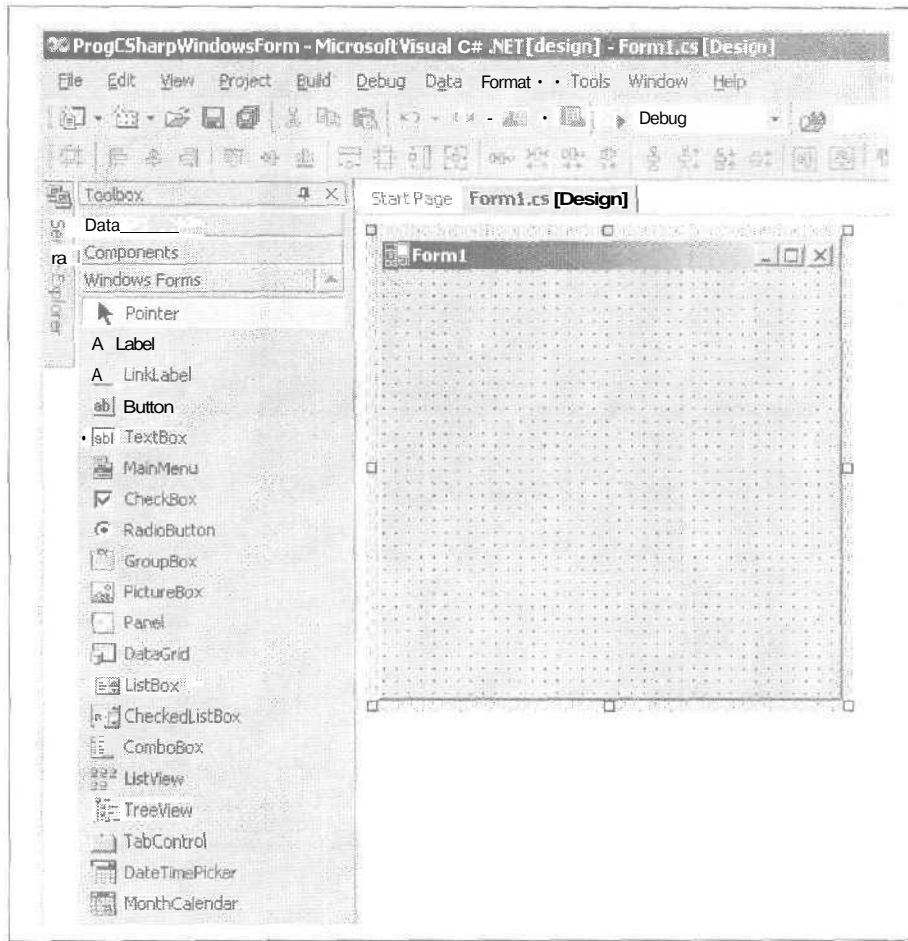 ProgCSharpWindowsForm - Microsoft Visual C# .NET [design] - Form1.cs [Design]
File Edit View Project Build Debug Data Format Tools Window Help
Debug
Toolbox
Start Page Form1.cs [Design]
Data
Components
Windows Forms
Form1
Pointer
A Label
A LinkLabel
ab Button
abl TextBox
MainMenu
CheckBox
RadioButton
GroupBox
PictureBox
Panel
DataGrid
ListBox
CheckedListBox
ComboBox
ListView
TreeView
TabControl
DateTimePicker
MonthCalendar